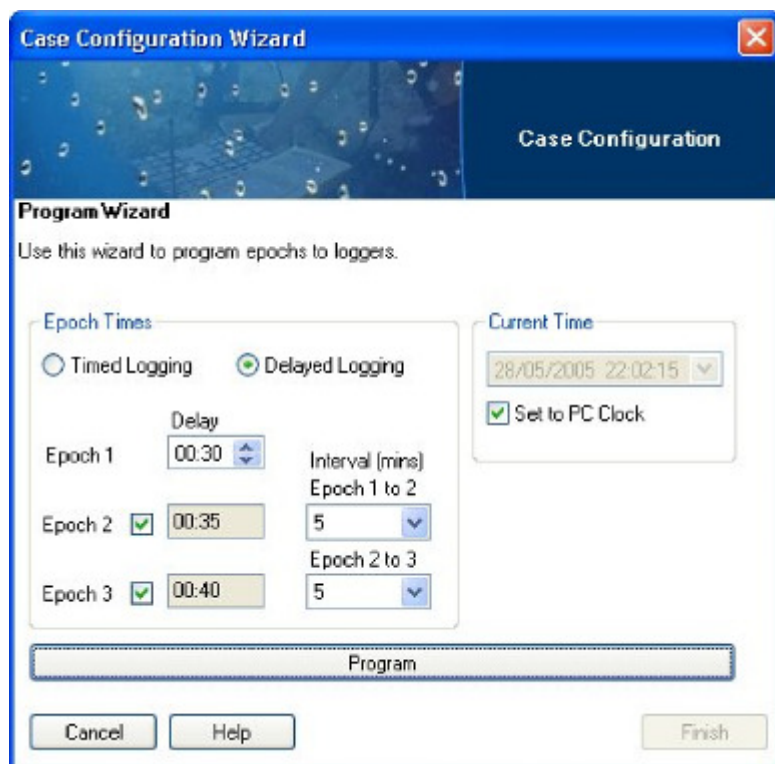 Case Configuration Wizard
Case Configuration
Program Wizard
Use this wizard to program epochs to loggers.
Epoch Times
Timed Logging
Delayed Logging
Delay
Epoch 1
00:30
Interval (mins)
Epoch 1 to 2
Epoch 2
00:35
5
Epoch 2 to 3
Epoch 3
00:40
5
Current Time
28/05/2005 22:02:15
Set to PC Clock
Program
Cancel
Help
Finish